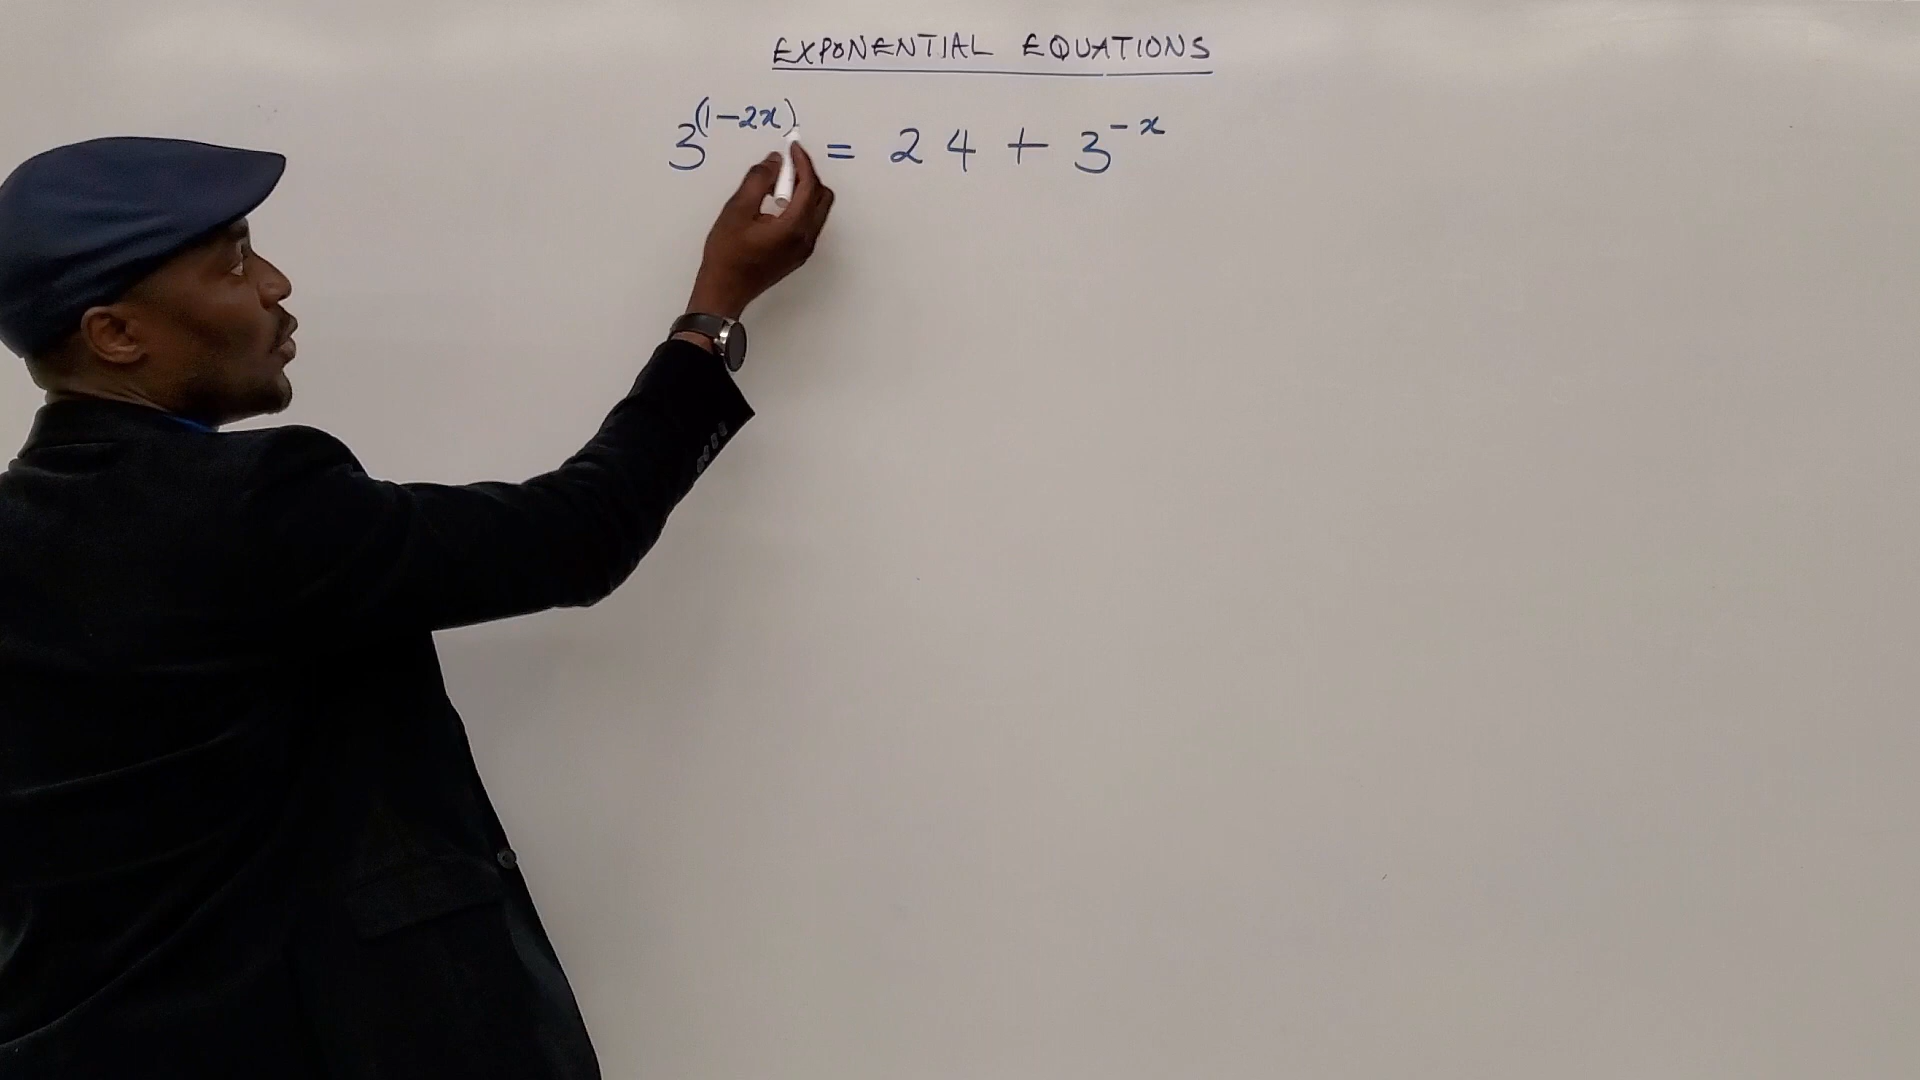 EXPONENTIAL EQUATIONS
3^(1-2x) = 24 + 3^-x